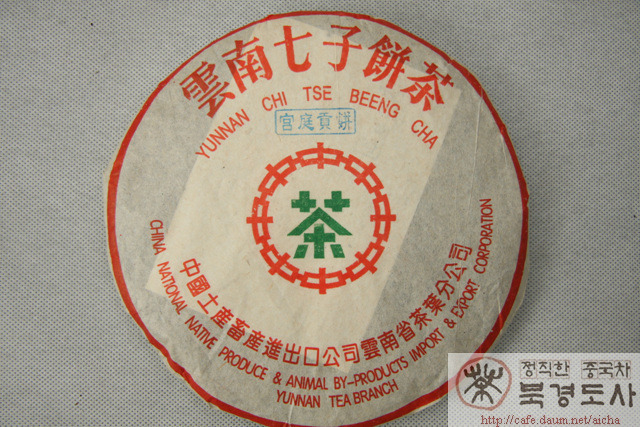 雲南七子餅茶
YUNNAN CHI TSE BEENG CHA
宮庭貢餅
茶
中國土產畜產進出口公司雲南省茶葉分公司
CHINA NATIONAL NATIVE PRODUCE & ANIMAL BY-PRODUCTS IMPORT & EXPORT CORPORATION
YUNNAN TEA BRANCH
정직한 중국차
북경도사
http://cafe.daum.net/aicha